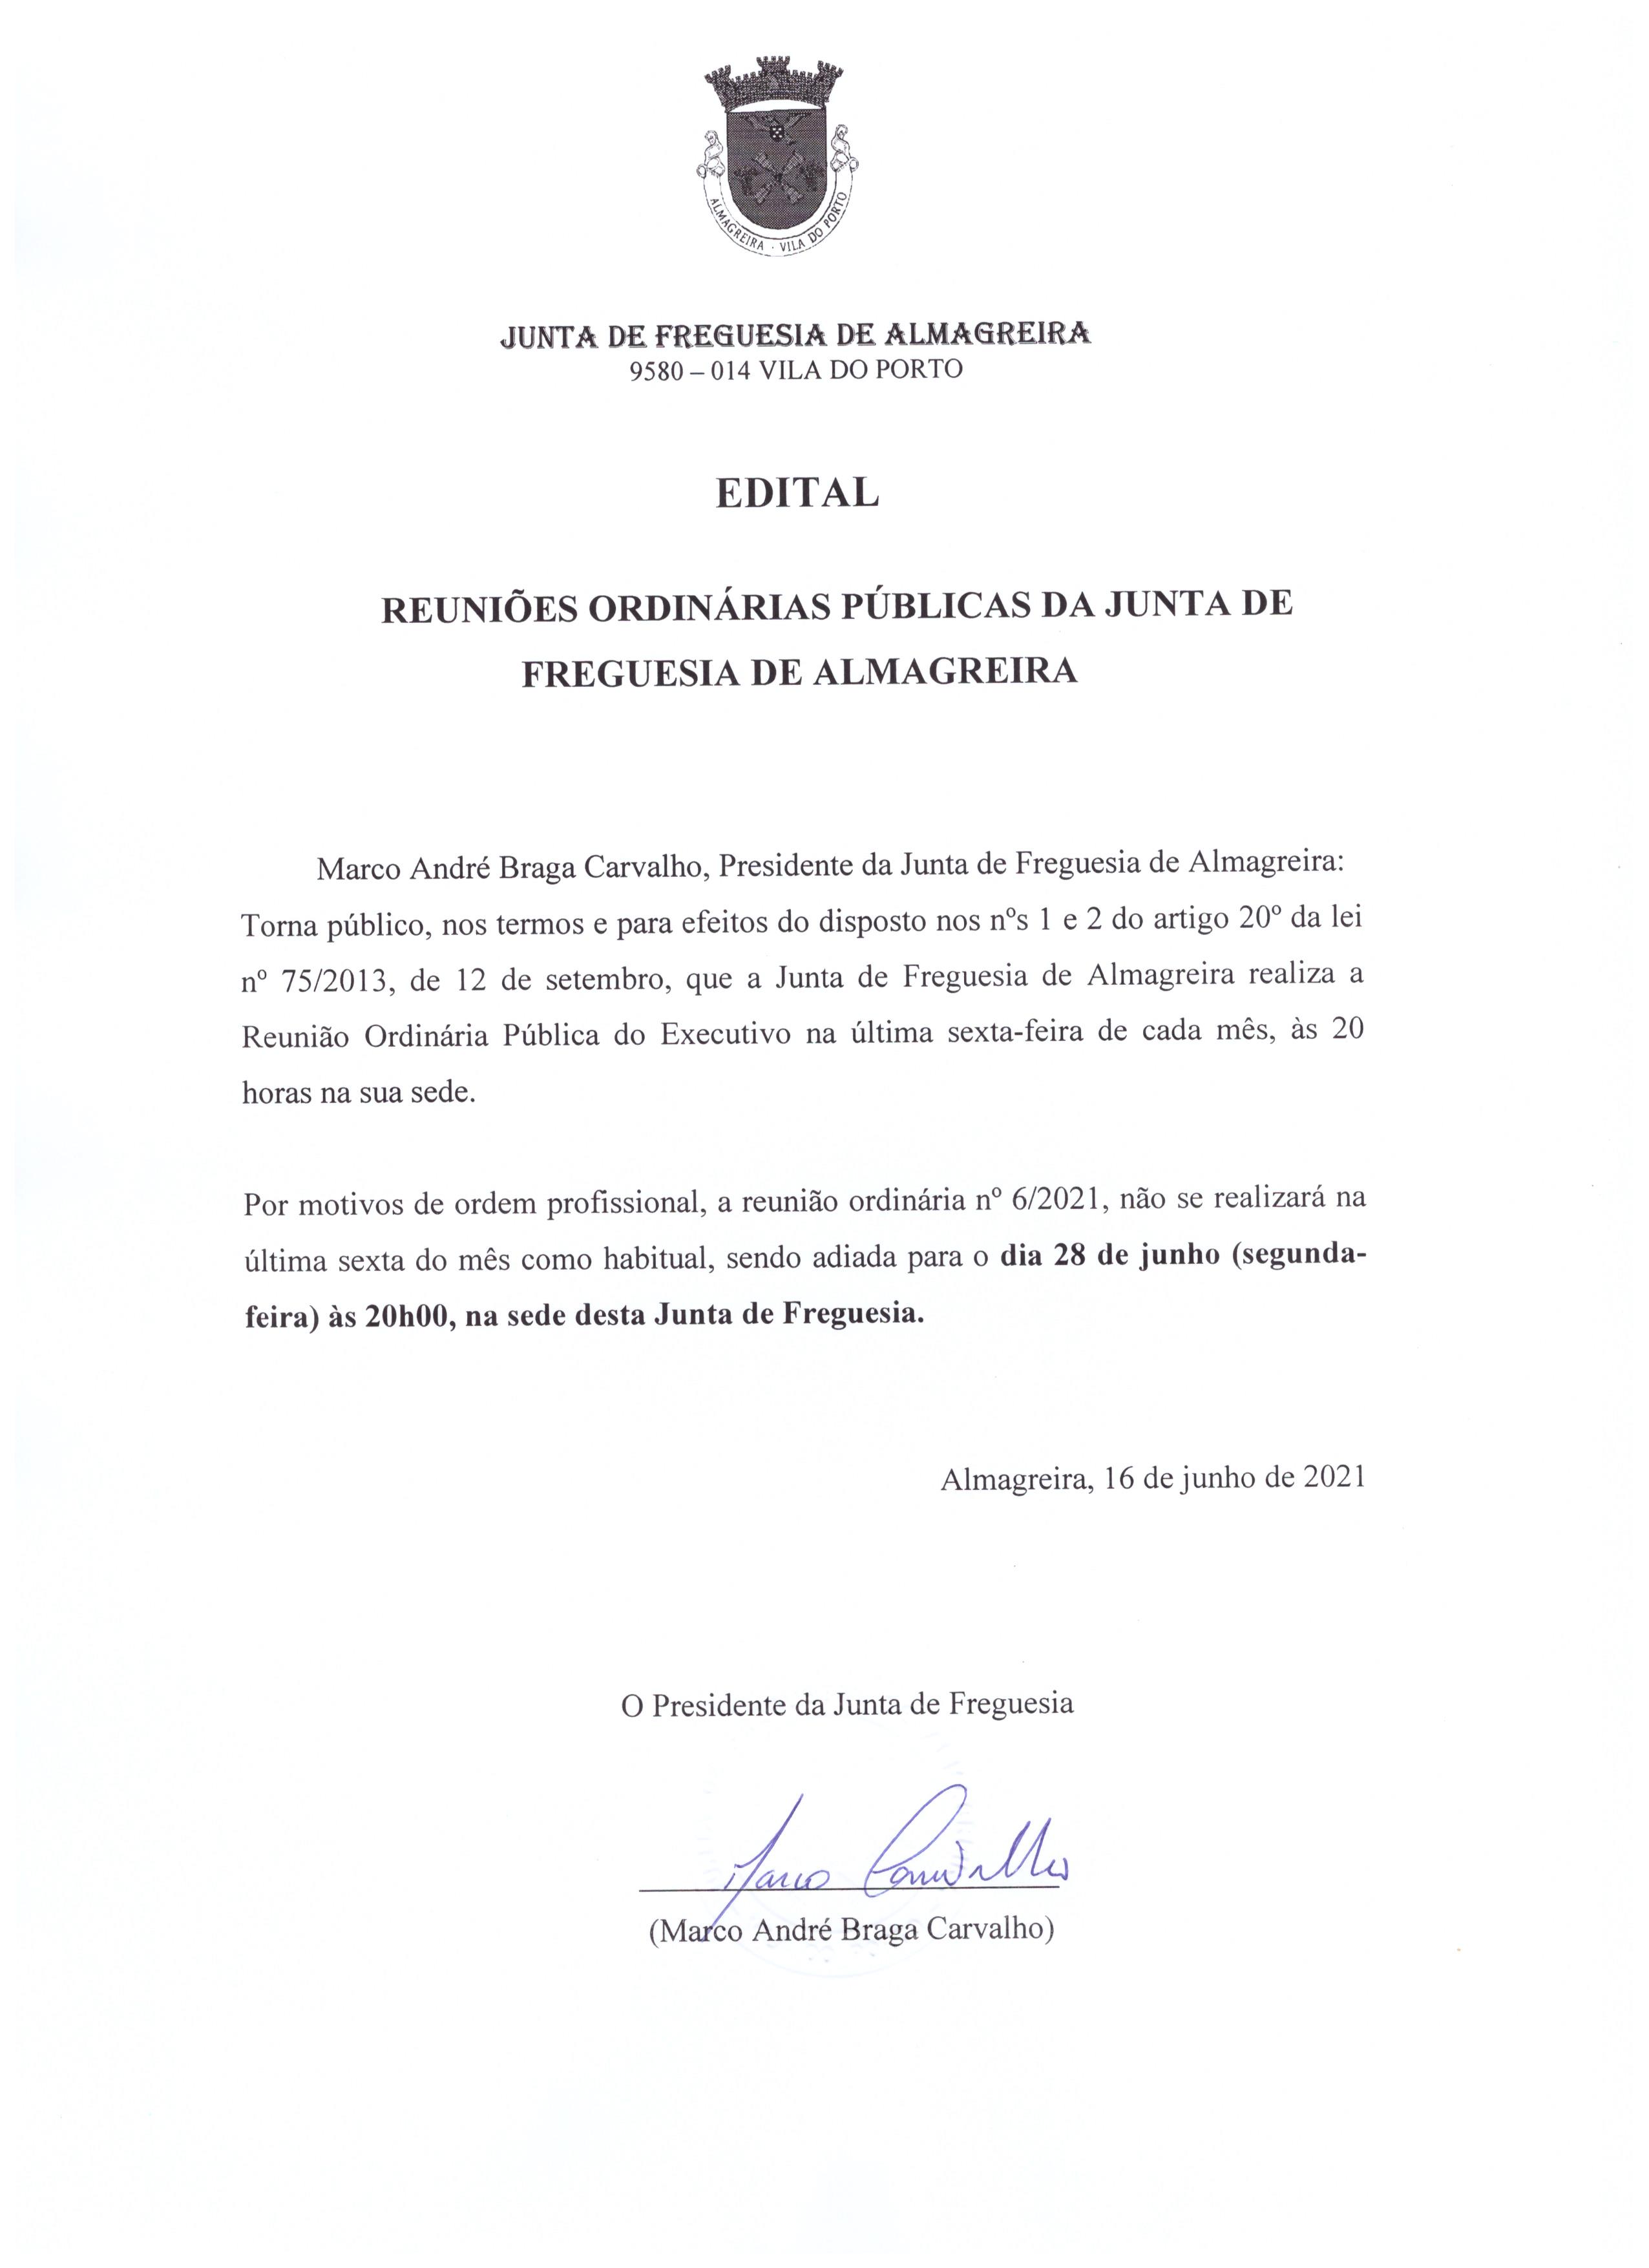 ALMAGREIRA · VILA DO PORTO
JUNTA DE FREGUESIA DE ALMAGREIRA
9580 – 014 VILA DO PORTO
EDITAL
REUNIÕES ORDINÁRIAS PÚBLICAS DA JUNTA DE
FREGUESIA DE ALMAGREIRA
Marco André Braga Carvalho, Presidente da Junta de Freguesia de Almagreira:
Torna público, nos termos e para efeitos do disposto nos nºs 1 e 2 do artigo 20º da lei
nº 75/2013, de 12 de setembro, que a Junta de Freguesia de Almagreira realiza a
Reunião Ordinária Pública do Executivo na última sexta-feira de cada mês, às 20
horas na sua sede.
Por motivos de ordem profissional, a reunião ordinária nº 6/2021, não se realizará na
última sexta do mês como habitual, sendo adiada para o dia 28 de junho (segunda-
feira) às 20h00, na sede desta Junta de Freguesia.
Almagreira, 16 de junho de 2021
O Presidente da Junta de Freguesia
Marco Carvalho
(Marco André Braga Carvalho)